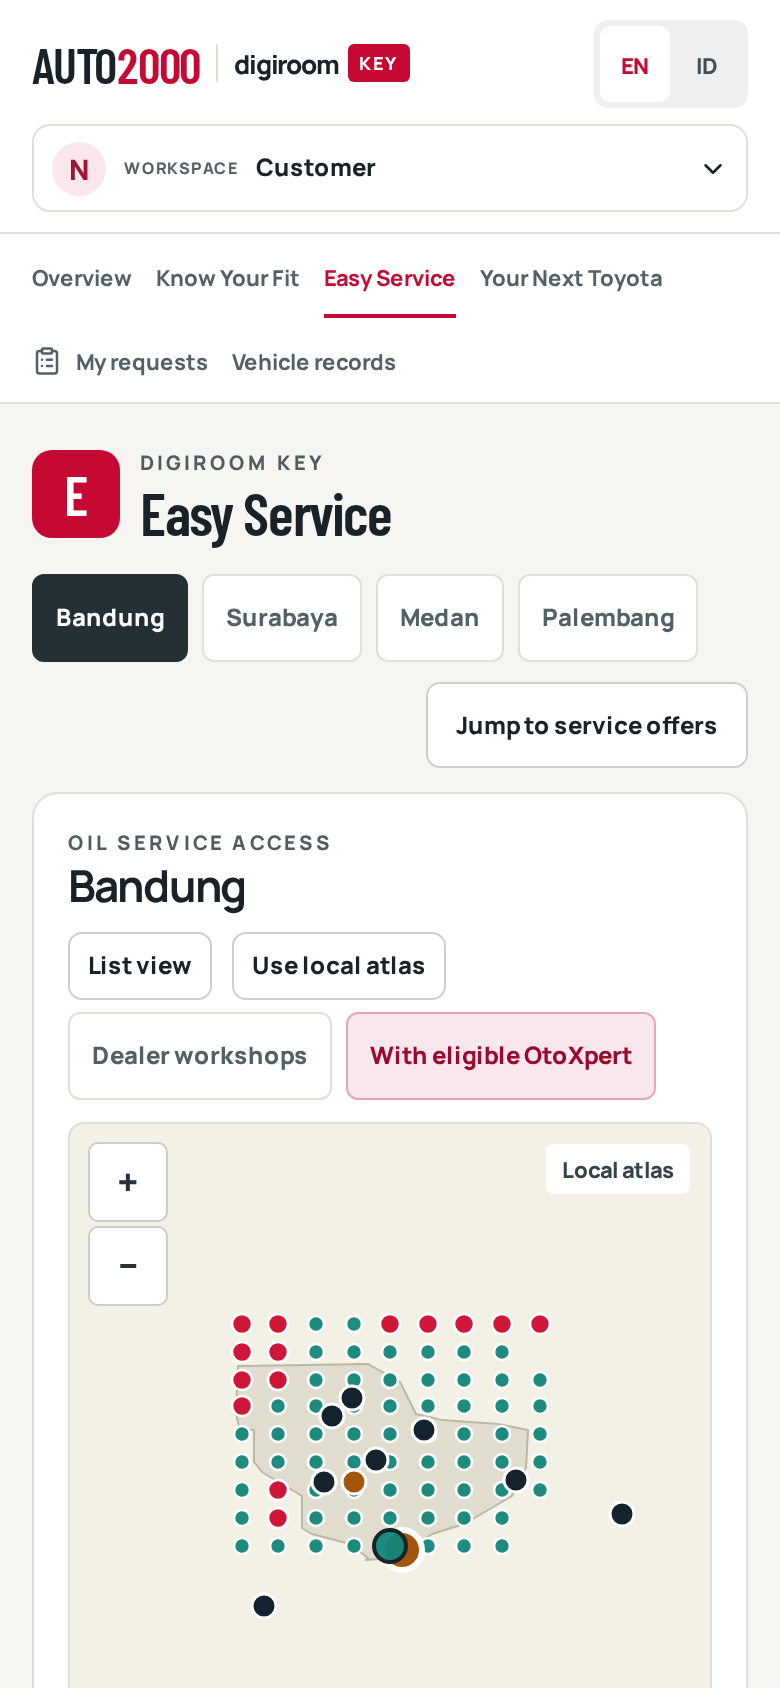 AUTO2000 digiroom KEY EN ID
N WORKSPACE Customer
Overview Know Your Fit Easy Service Your Next Toyota
My requests Vehicle records
E DIGIROOM KEY
Easy Service
Bandung Surabaya Medan Palembang
Jump to service offers
OIL SERVICE ACCESS
Bandung
List view Use local atlas
Dealer workshops With eligible OtoXpert
+ Local atlas
−